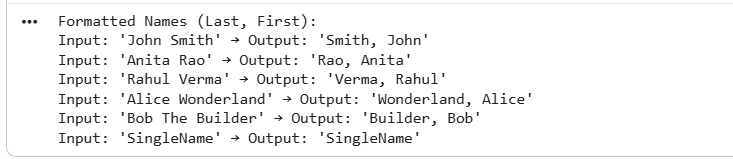 Formatted Names (Last, First):
Input: 'John Smith' → Output: 'Smith, John'
Input: 'Anita Rao' → Output: 'Rao, Anita'
Input: 'Rahul Verma' → Output: 'Verma, Rahul'
Input: 'Alice Wonderland' → Output: 'Wonderland, Alice'
Input: 'Bob The Builder' → Output: 'Builder, Bob'
Input: 'SingleName' → Output: 'SingleName'